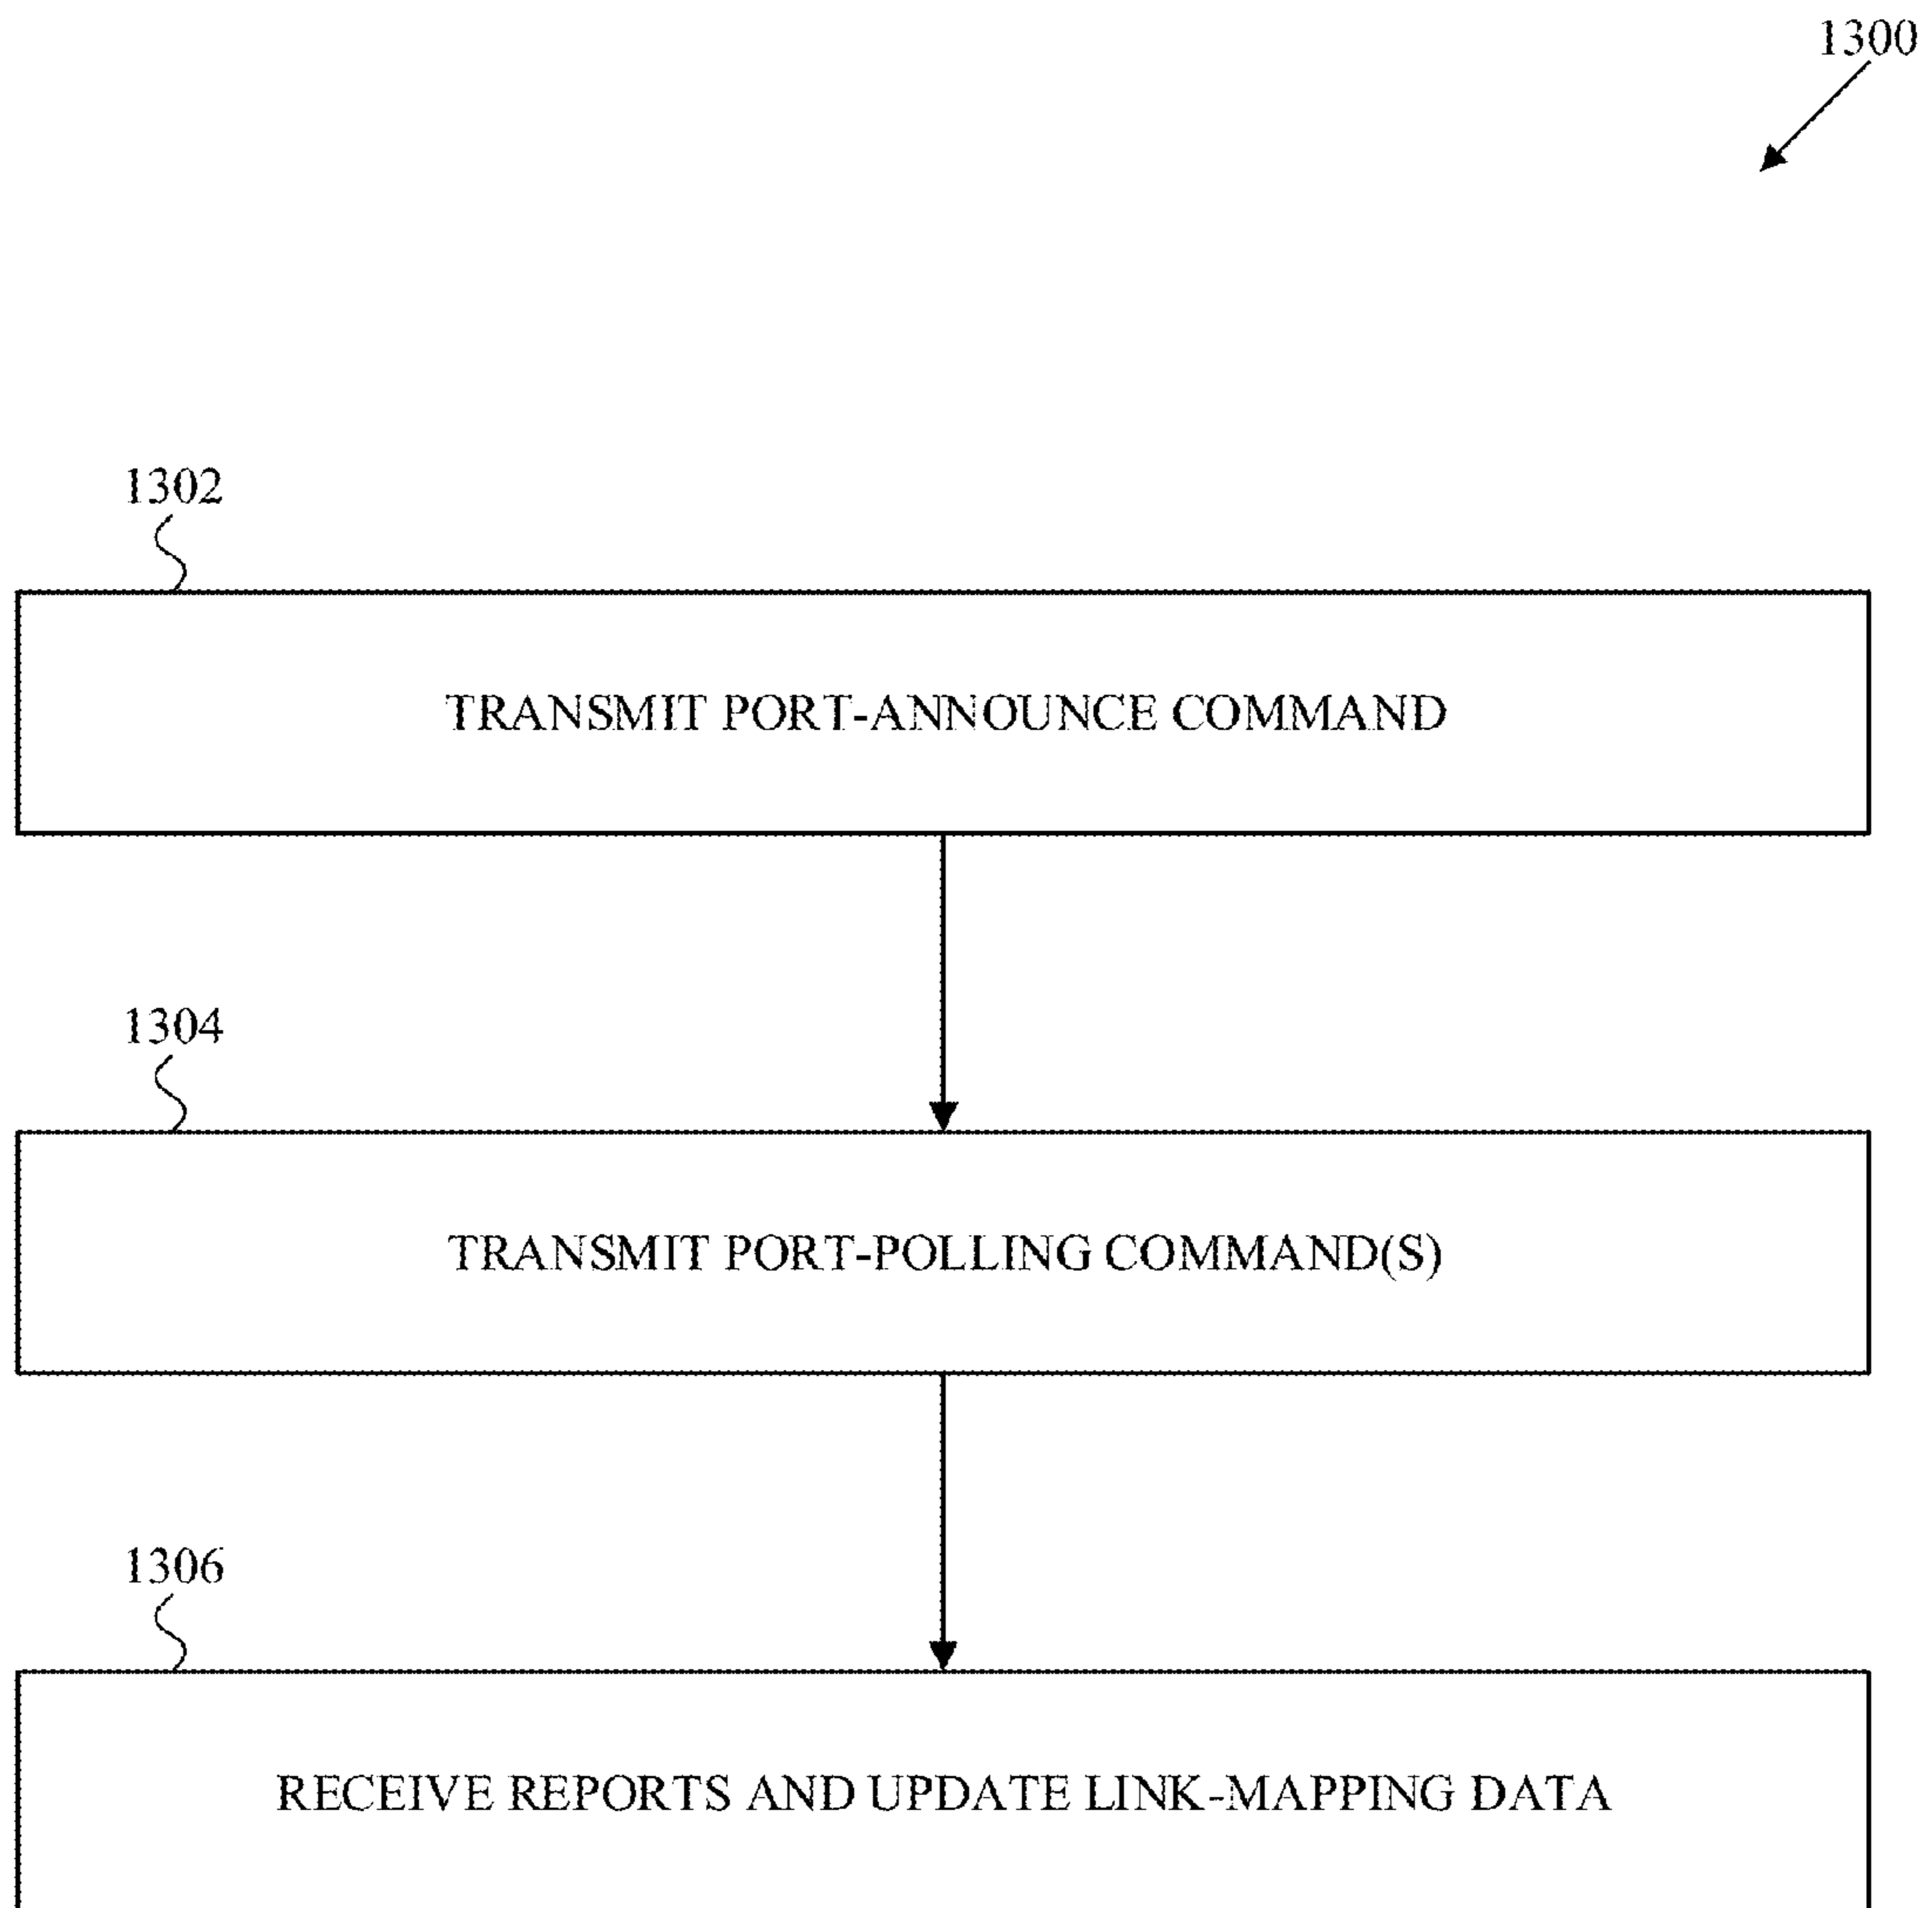 1300
1302
TRANSMIT PORT-ANNOUNCE COMMAND
1304
TRANSMIT PORT-POLLING COMMAND(S)
1306
RECEIVE REPORTS AND UPDATE LINK-MAPPING DATA